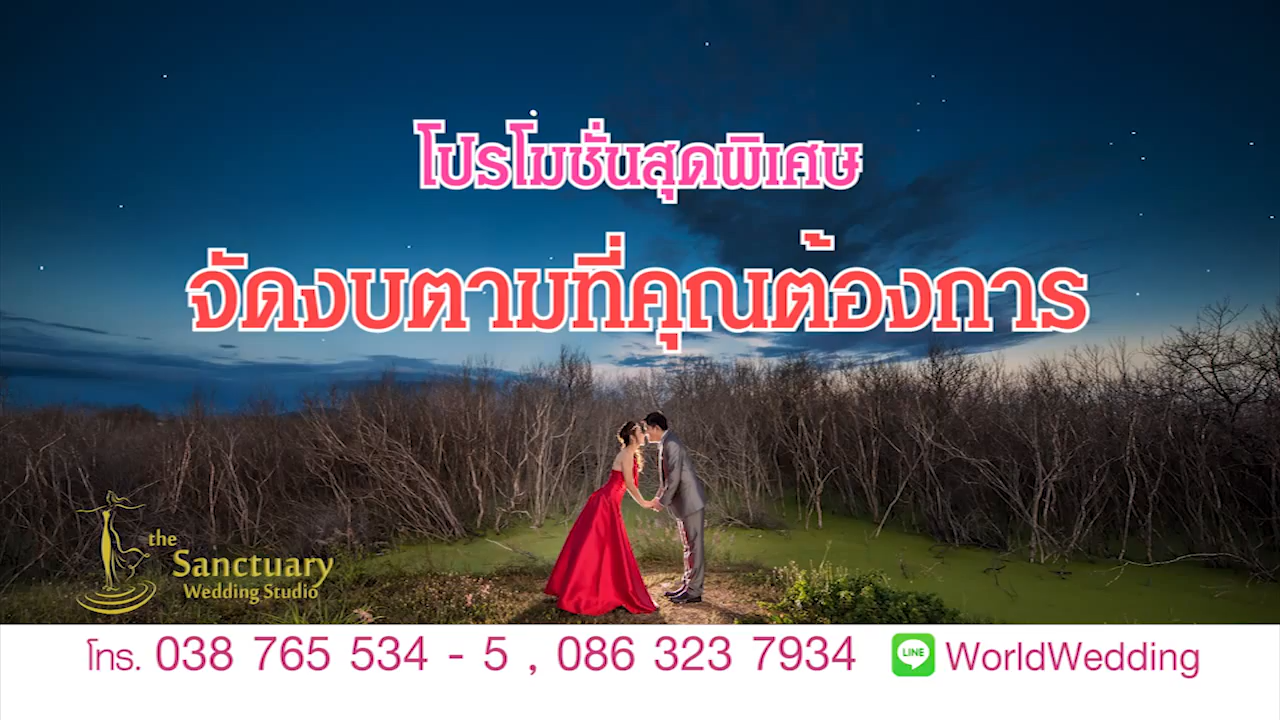 โปรโมชั่นสุดพิเศษ
จัดงบตามที่คุณต้องการ
the
Sanctuary
Wedding Studio
โทร. 038 765 534 - 5 , 086 323 7934 LINE WorldWedding